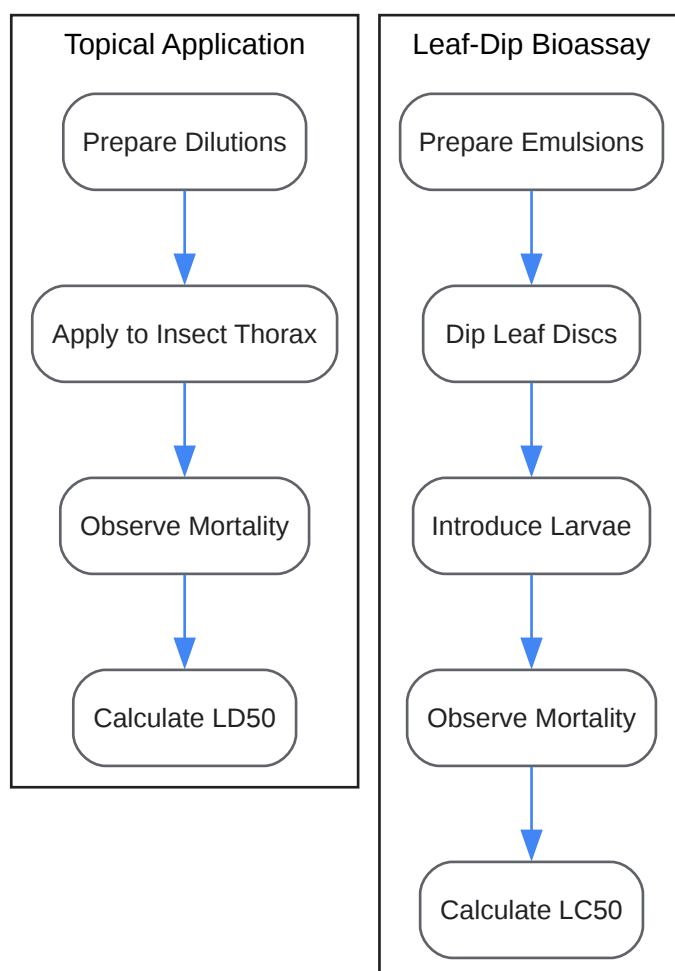 Topical Application
Prepare Dilutions
Apply to Insect Thorax
Observe Mortality
Calculate LD50
Leaf-Dip Bioassay
Prepare Emulsions
Dip Leaf Discs
Introduce Larvae
Observe Mortality
Calculate LC50